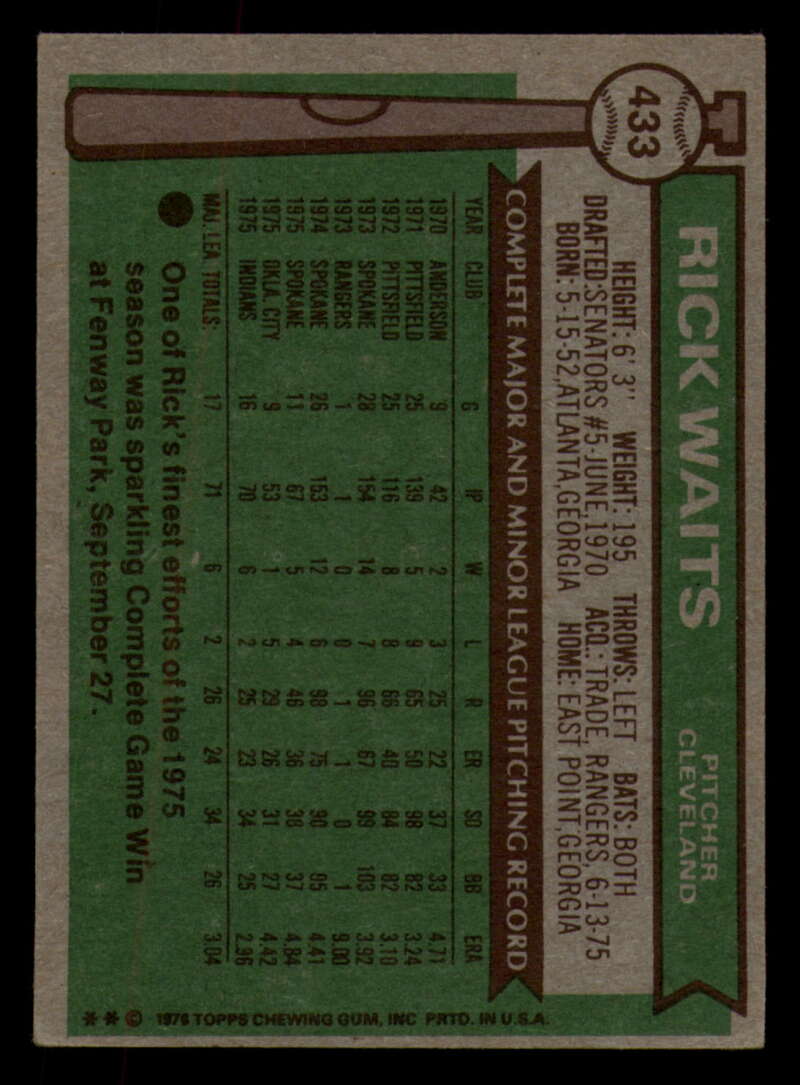 433
RICK WAITS
PITCHER
CLEVELAND
HEIGHT: 6' 3" WEIGHT: 195 THROWS: LEFT BATS: BOTH
DRAFTED: SENATORS #5-JUNE, 1970 ACQ.: TRADE, RANGERS, 6-13-75
BORN: 5-15-52, ATLANTA, GEORGIA HOME: EAST POINT, GEORGIA
COMPLETE MAJOR AND MINOR LEAGUE PITCHING RECORD
YEAR CLUB G IP W L R ER SO BB ERA
1970 ANDERSON 9 42 2 3 25 22 37 33 4.71
1971 PITTSFIELD 25 139 5 9 65 50 98 82 3.24
1972 PITTSFIELD 25 116 8 8 66 40 84 82 3.10
1973 SPOKANE 28 154 14 7 96 67 99 103 3.92
1973 RANGERS 1 1 0 0 1 1 0 1 9.00
1974 SPOKANE 26 153 12 6 98 75 90 95 4.41
1975 SPOKANE 11 67 5 4 46 36 38 37 4.84
1975 OKLA. CITY 9 53 1 5 29 26 31 27 4.42
1975 INDIANS 16 70 6 2 25 23 34 25 2.96
MAJ. LEA. TOTALS: 17 71 6 2 26 24 34 26 3.04
One of Rick's finest efforts of the 1975
season was sparkling Complete Game Win
at Fenway Park, September 27.
** © 1976 TOPPS CHEWING GUM, INC PRTD. IN U.S.A.